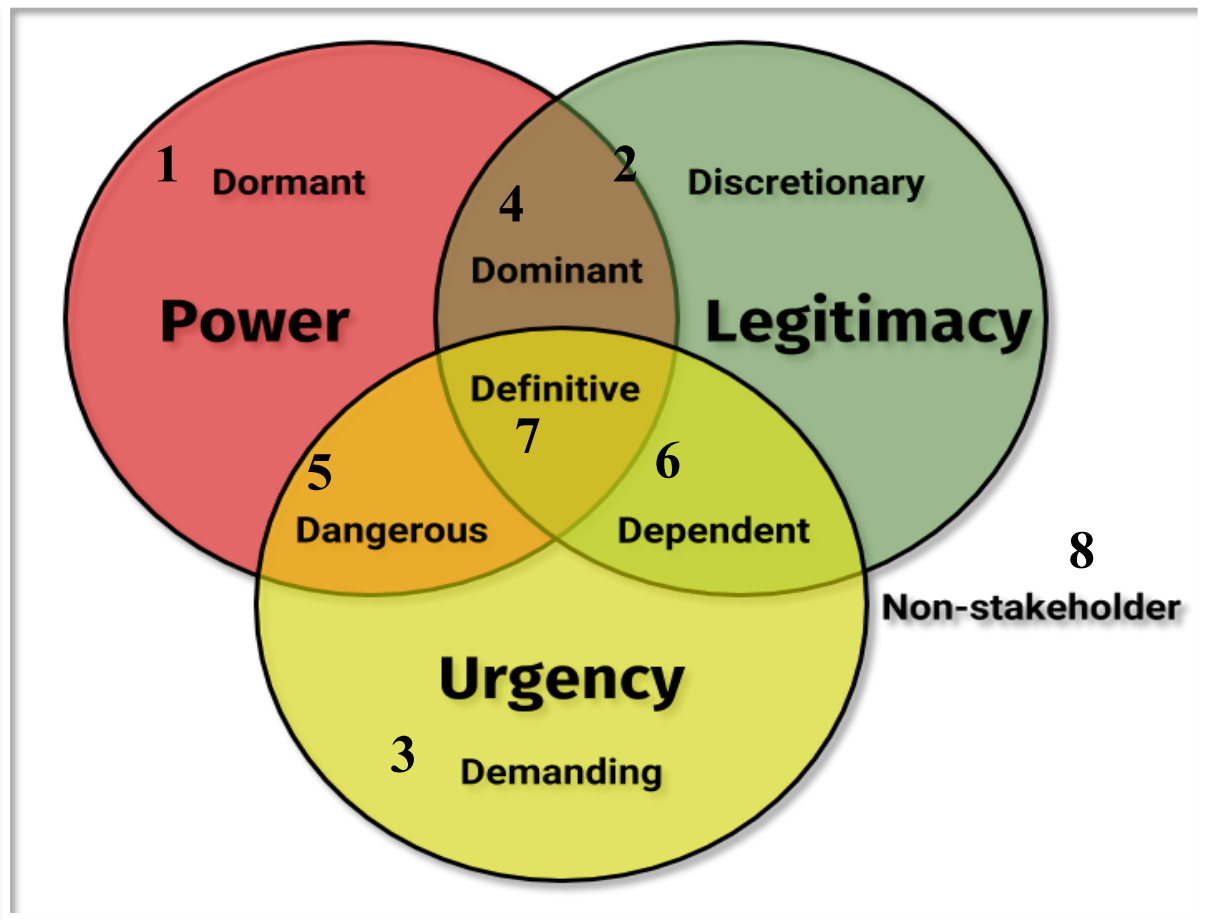 1 Dormant
2 Discretionary
4
Dominant
Power
Legitimacy
Definitive
7
5
6
Dangerous
Dependent
8
Non-stakeholder
Urgency
3 Demanding